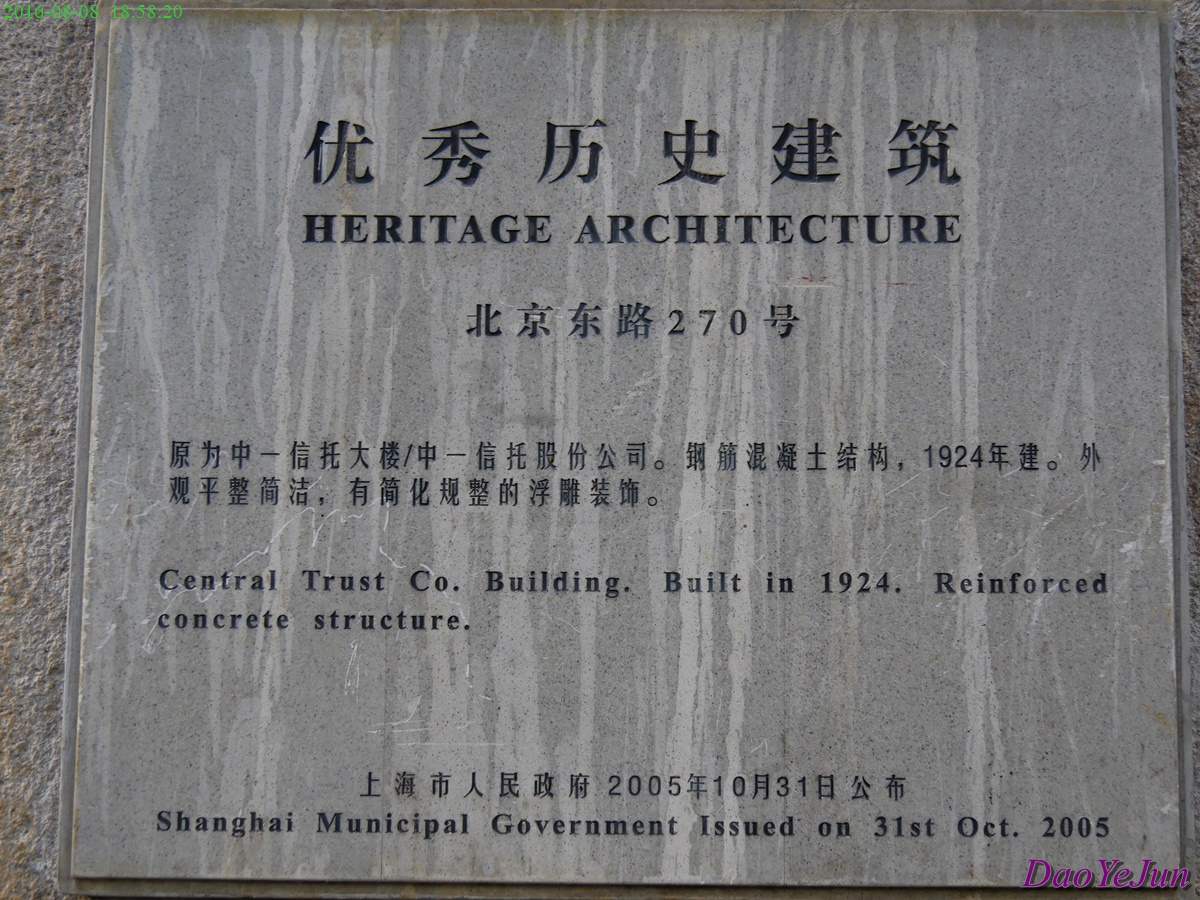 2016-08-08 18:58:20
优秀历史建筑
HERITAGE ARCHITECTURE
北京东路270号
原为中一信托大楼/中一信托股份公司。钢筋混凝土结构，1924年建。外
观平整简洁，有简化规整的浮雕装饰。
Central Trust Co. Building. Built in 1924. Reinforced
concrete structure.
上海市人民政府 2005年10月31日公布
Shanghai Municipal Government Issued on 31st Oct. 2005
DaoYeJun